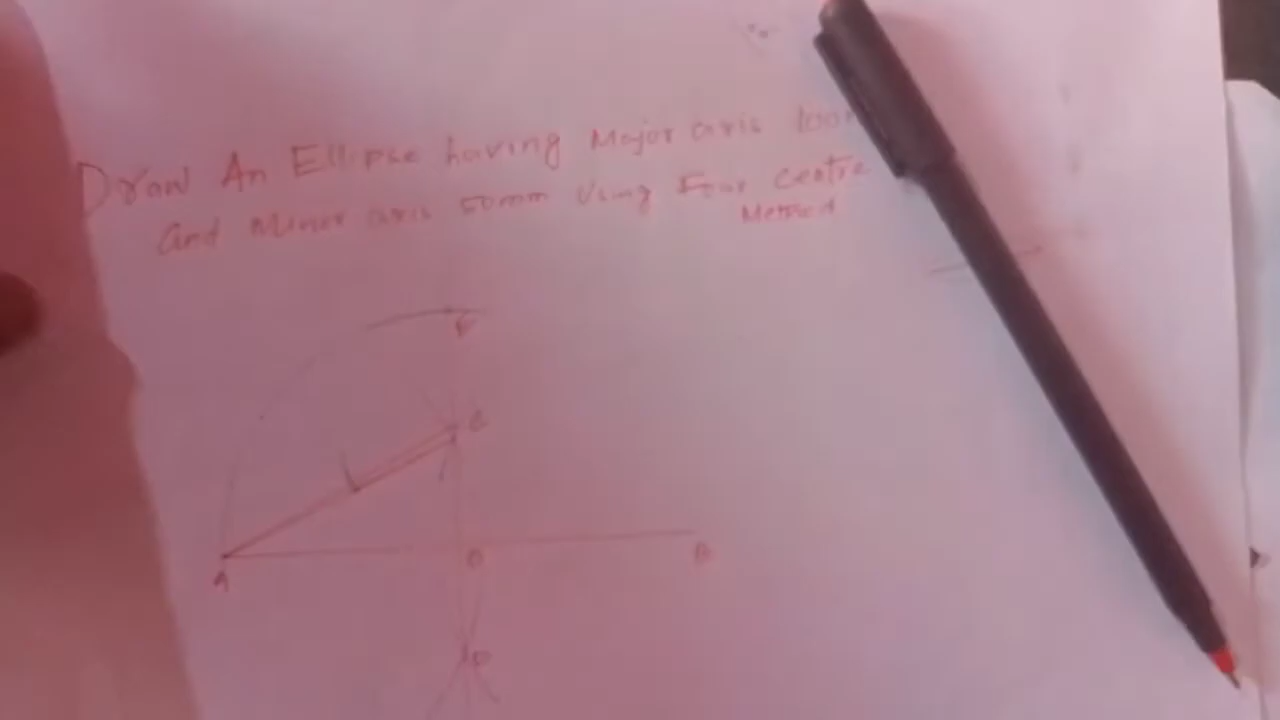 Draw An Ellipse having Major axis 100
and Minor axis 50mm Using Four Centre
Method
E
C
A
O
B
D